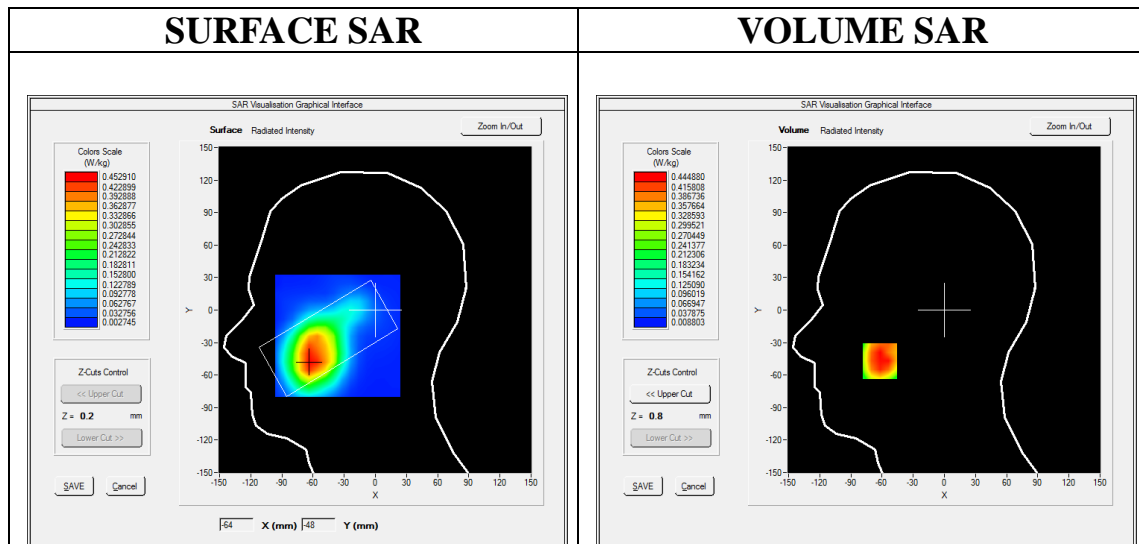 SURFACE SAR
SAR Visualisation Graphical Interface
Surface Radiated Intensity
Zoom In/Out
Colors Scale
(W/kg)
0.452910
0.422899
0.392888
0.362877
0.332866
0.302855
0.272844
0.242833
0.212822
0.182811
0.152800
0.122789
0.092778
0.062767
0.032756
0.002745
Z-Cuts Control
<< Upper Cut
Z = 0.2 mm
Lower Cut >>
SAVE Cancel
150
120
90
60
30
0
-30
-60
-90
-120
-150
Y
-150 -120 -90 -60 -30 0 30 60 90 120 150
X
-64 X (mm) -48 Y (mm)
VOLUME SAR
SAR Visualisation Graphical Interface
Volume Radiated Intensity
Zoom In/Out
Colors Scale
(W/kg)
0.444880
0.415808
0.386736
0.357664
0.328593
0.299521
0.270449
0.241377
0.212306
0.183234
0.154162
0.125090
0.096019
0.066947
0.037875
0.008803
Z-Cuts Control
<< Upper Cut
Z = 0.8 mm
Lower Cut >>
SAVE Cancel
150
120
90
60
30
0
-30
-60
-90
-120
-150
Y
-150 -120 -90 -60 -30 0 30 60 90 120 150
X